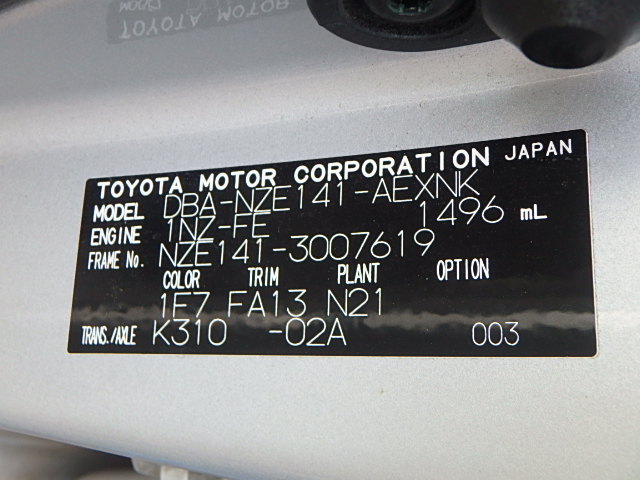 TOYOTA MOTOR CORPORATION JAPAN
MODEL DBA-NZE141-AEXNK
ENGINE 1NZ-FE 1496 mL
FRAME No. NZE141-3007619
COLOR TRIM PLANT OPTION
1F7 FA13 N21
TRANS./AXLE K310 -02A 003